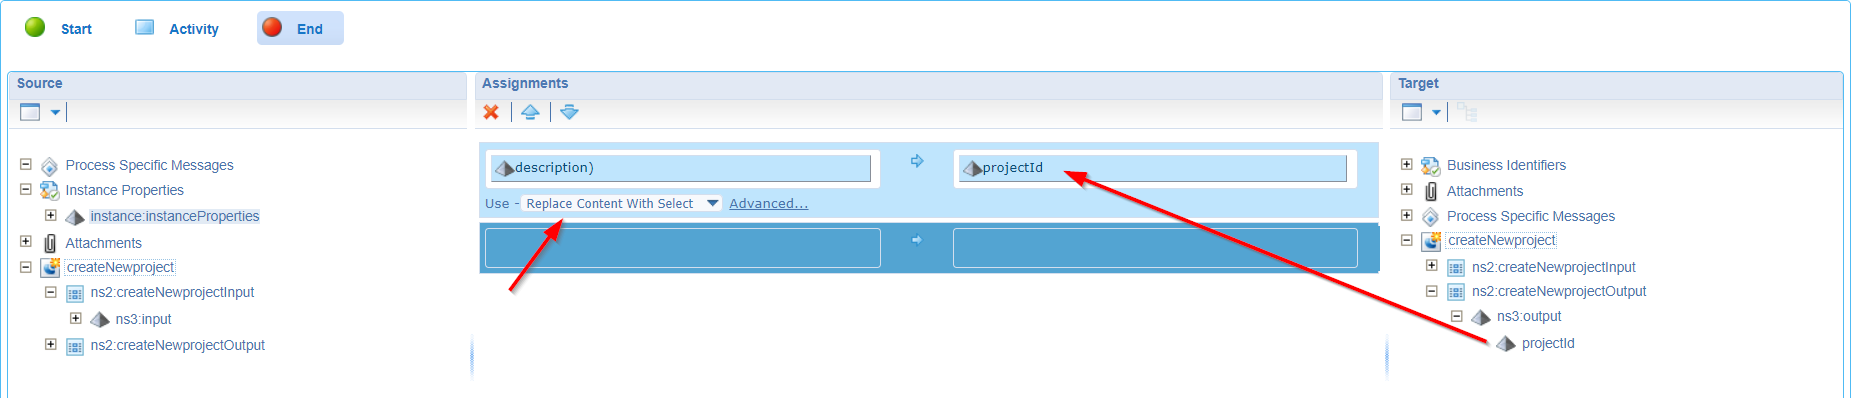 Start Activity End
Source Assignments Target
description) projectId
Use - Replace Content With Select Advanced...
Process Specific Messages
Instance Properties
instance:instanceProperties
Attachments
createNewproject
ns2:createNewprojectInput
ns3:input
ns2:createNewprojectOutput
Business Identifiers
Attachments
Process Specific Messages
createNewproject
ns2:createNewprojectInput
ns2:createNewprojectOutput
ns3:output
projectId